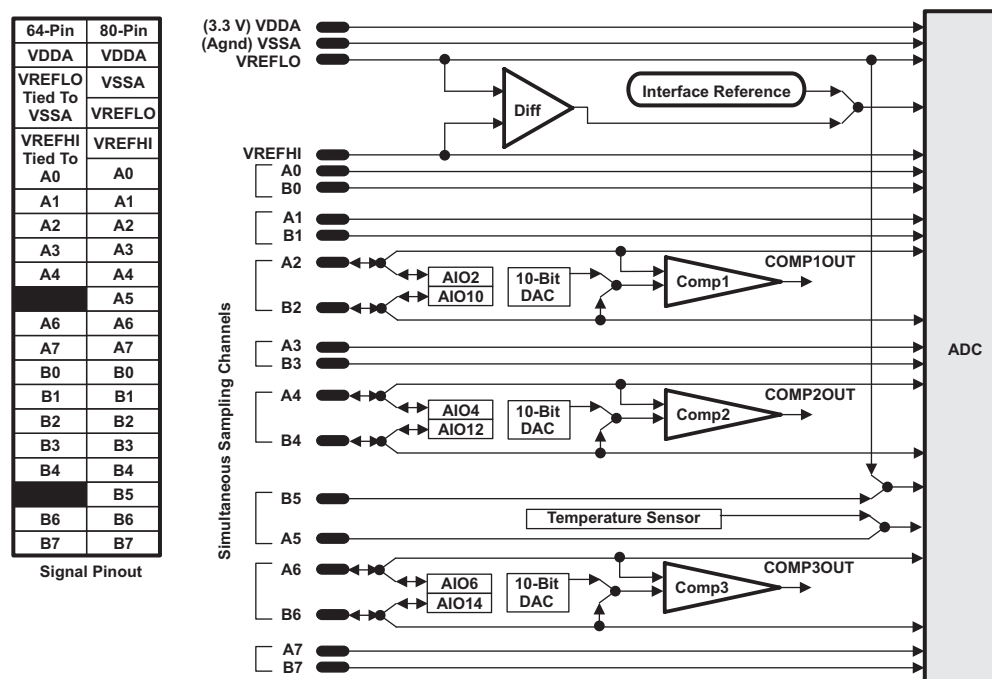 64-Pin 80-Pin
VDDA VDDA
VREFLO
Tied To
VSSA
VSSA
VREFLO
VREFHI
Tied To
A0
VREFHI
A0
A1 A1
A2 A2
A3 A3
A4 A4
A5
A6 A6
A7 A7
B0 B0
B1 B1
B2 B2
B3 B3
B4 B4
B5
B6 B6
B7 B7
Signal Pinout
(3.3 V) VDDA
(Agnd) VSSA
VREFLO
Diff
Interface Reference
VREFHI
A0
B0
A1
B1
A2
B2
AIO2
AIO10
10-Bit
DAC
Comp1
COMP1OUT
A3
B3
A4
B4
AIO4
AIO12
10-Bit
DAC
Comp2
COMP2OUT
B5
Temperature Sensor
A5
A6
B6
AIO6
AIO14
10-Bit
DAC
Comp3
COMP3OUT
A7
B7
Simultaneous Sampling Channels
ADC